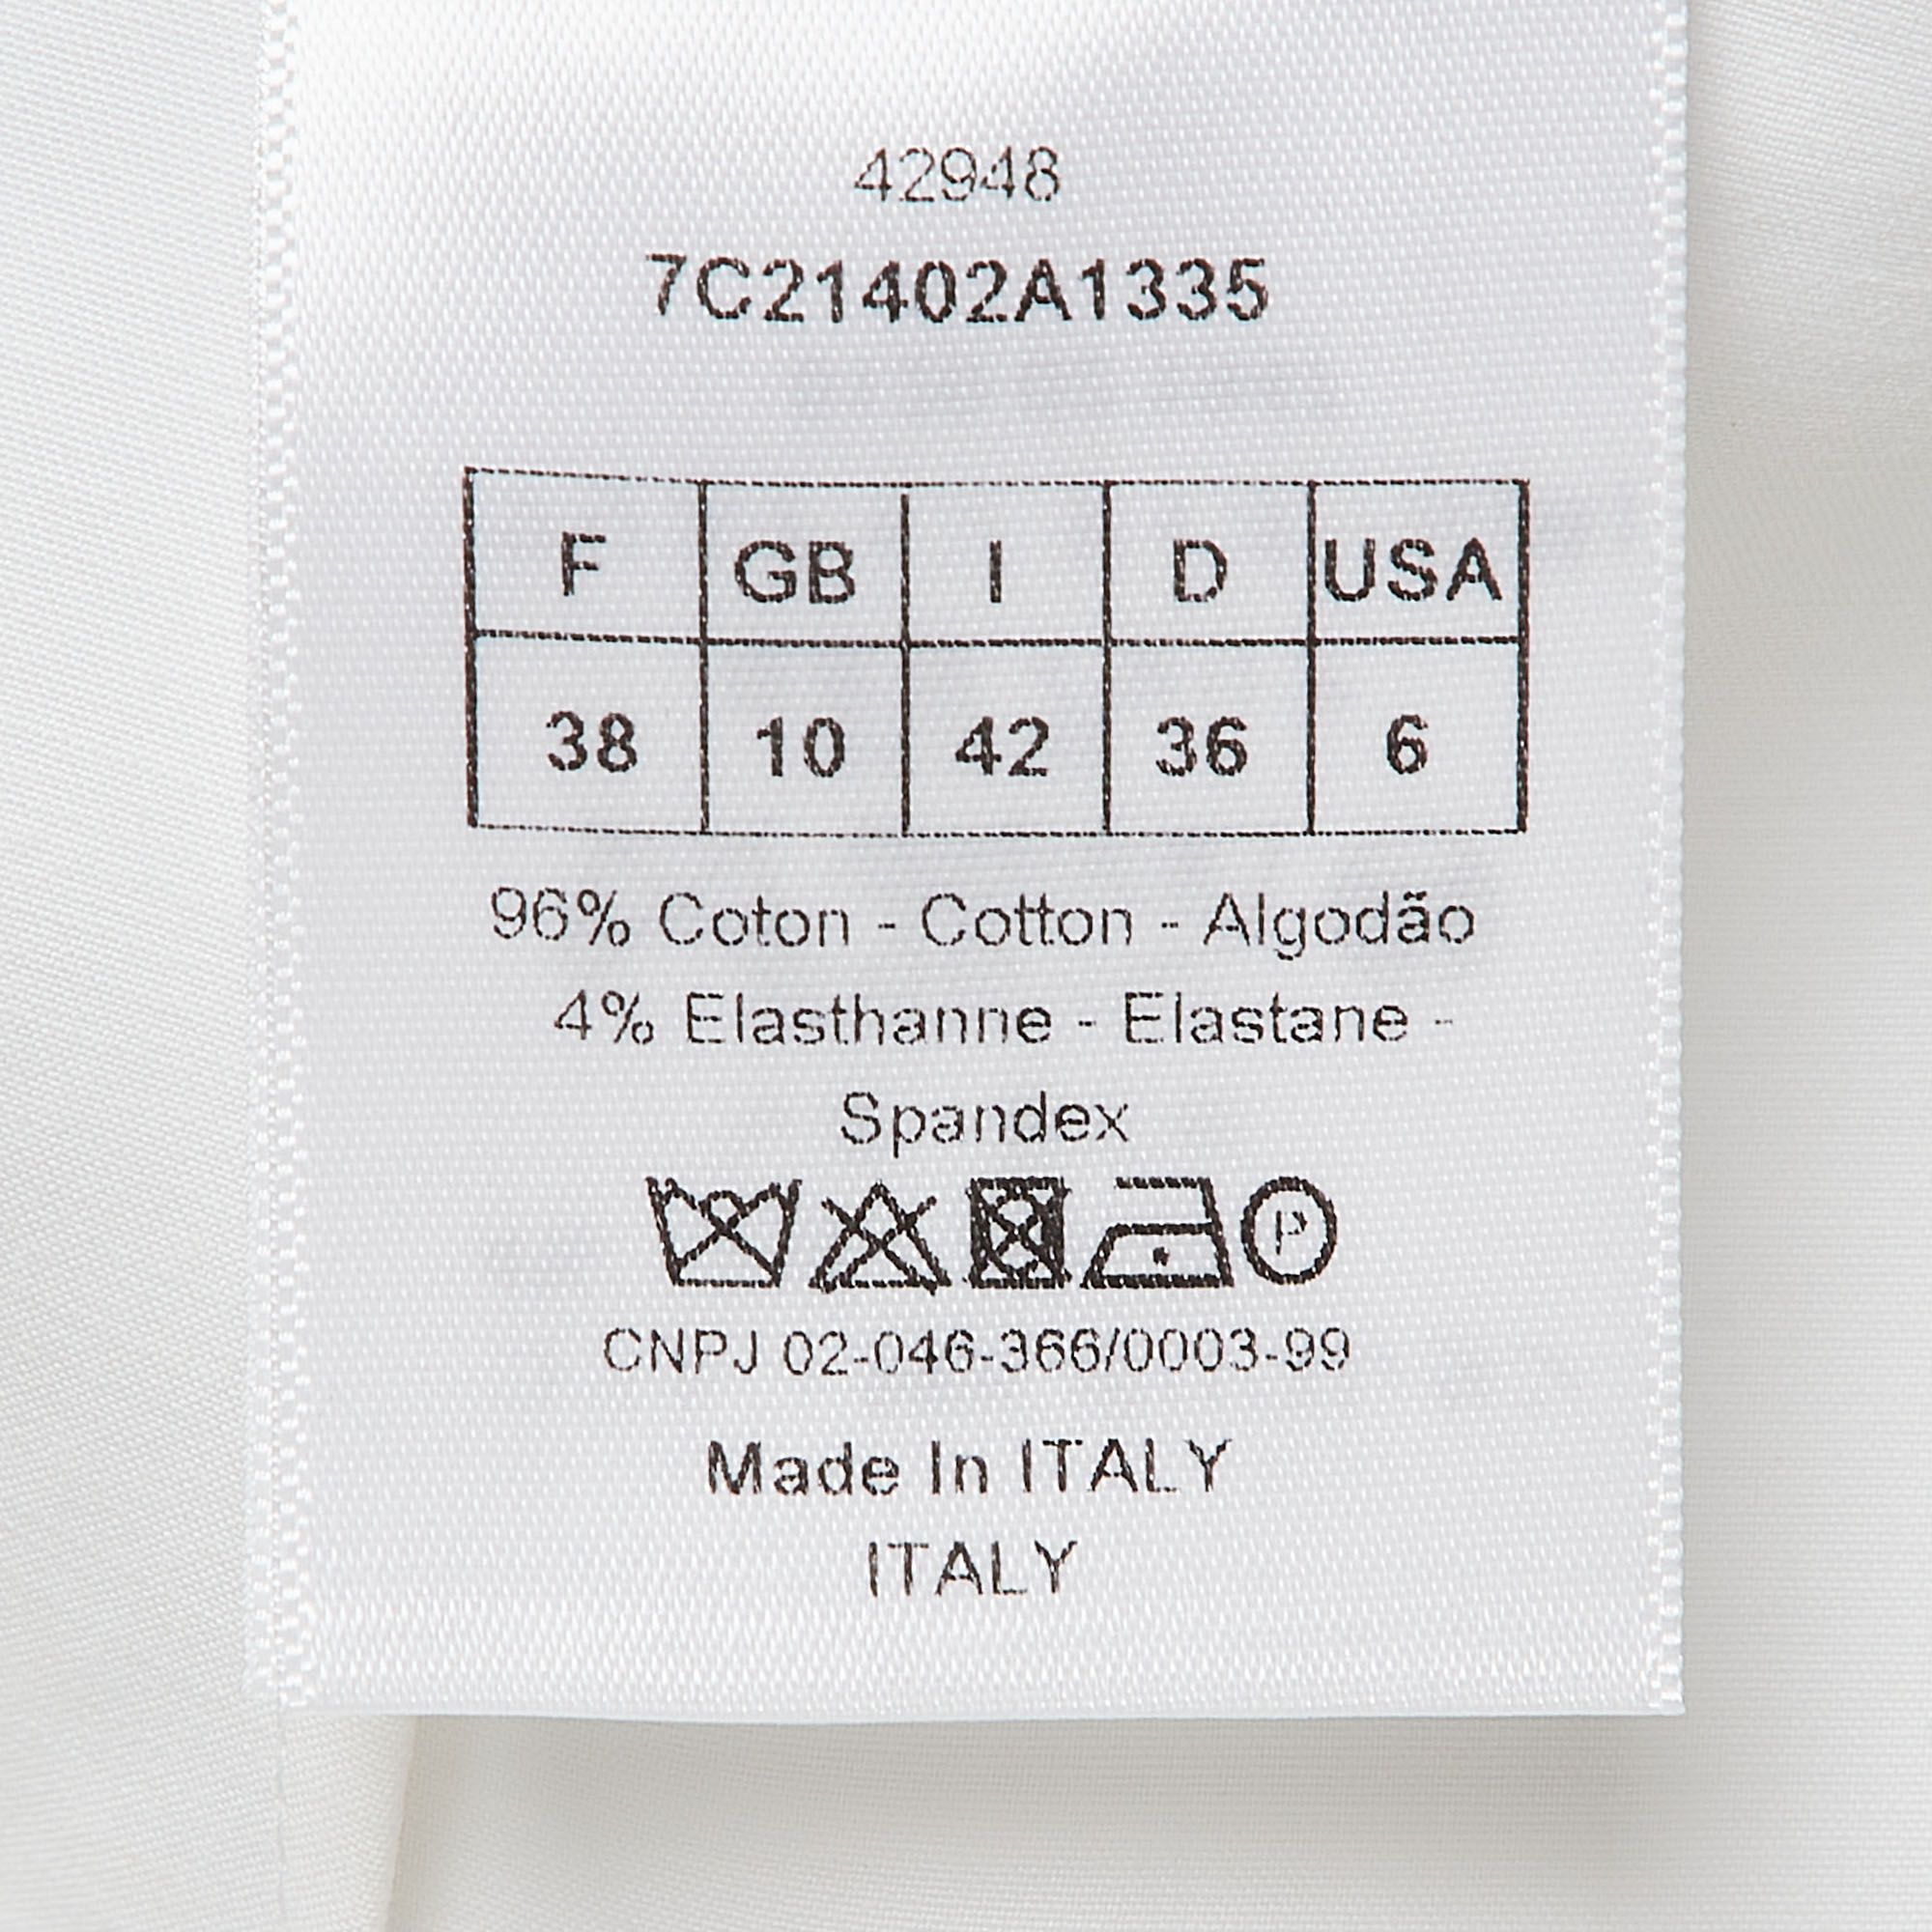 42948
7C21402A1335
F GB I D USA
38 10 42 36 6
96% Coton - Cotton - Algodão
4% Elasthanne - Elastane -
Spandex
P
CNPJ 02-046-366/0003-99
Made In ITALY
ITALY